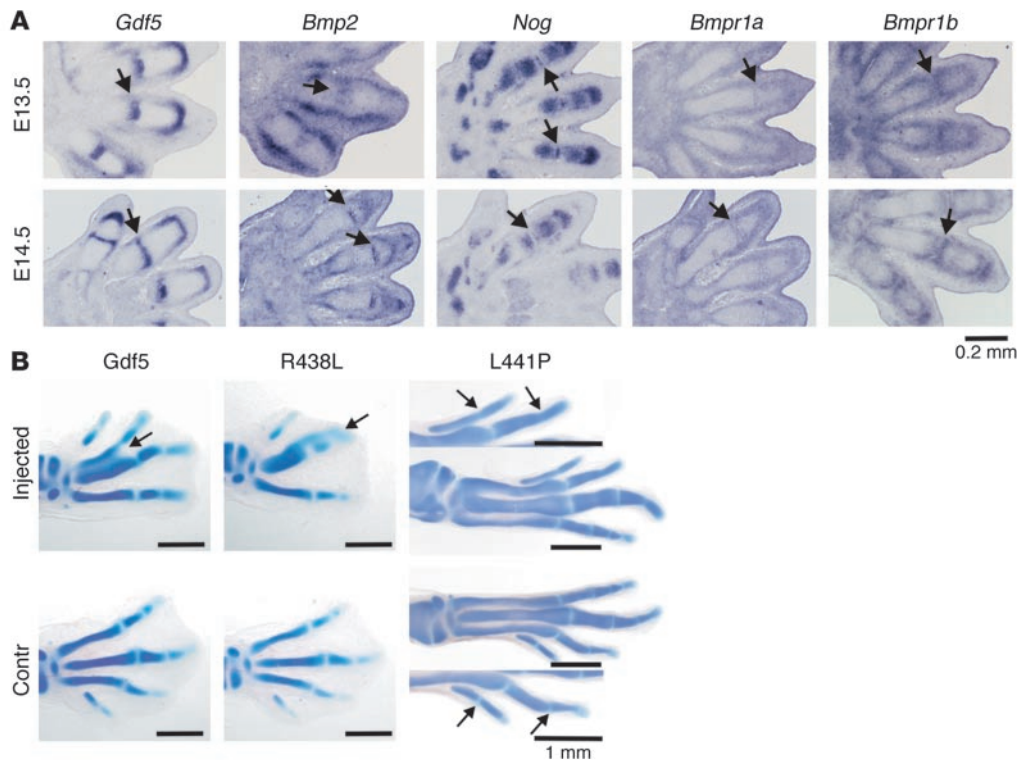 A
Gdf5 Bmp2 Nog Bmpr1a Bmpr1b
E13.5
E14.5
0.2 mm
B
Gdf5 R438L L441P
Injected
Contr
1 mm